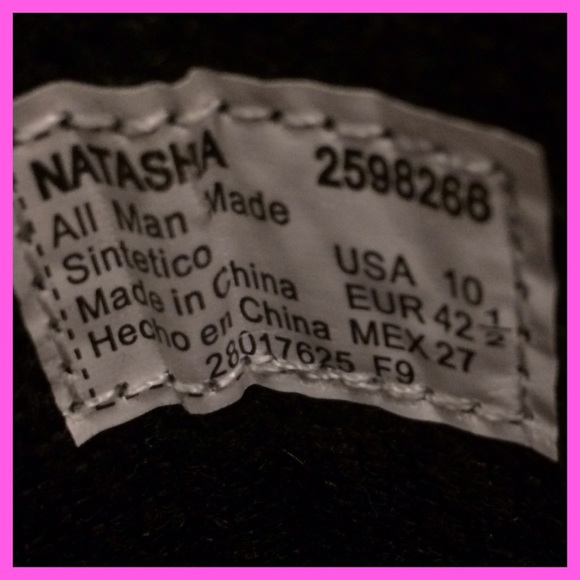 NATASHA 2598266
All Man Made
Sintetico USA 10
Made in China EUR 42 1/2
Hecho en China MEX 27
28017625 F9